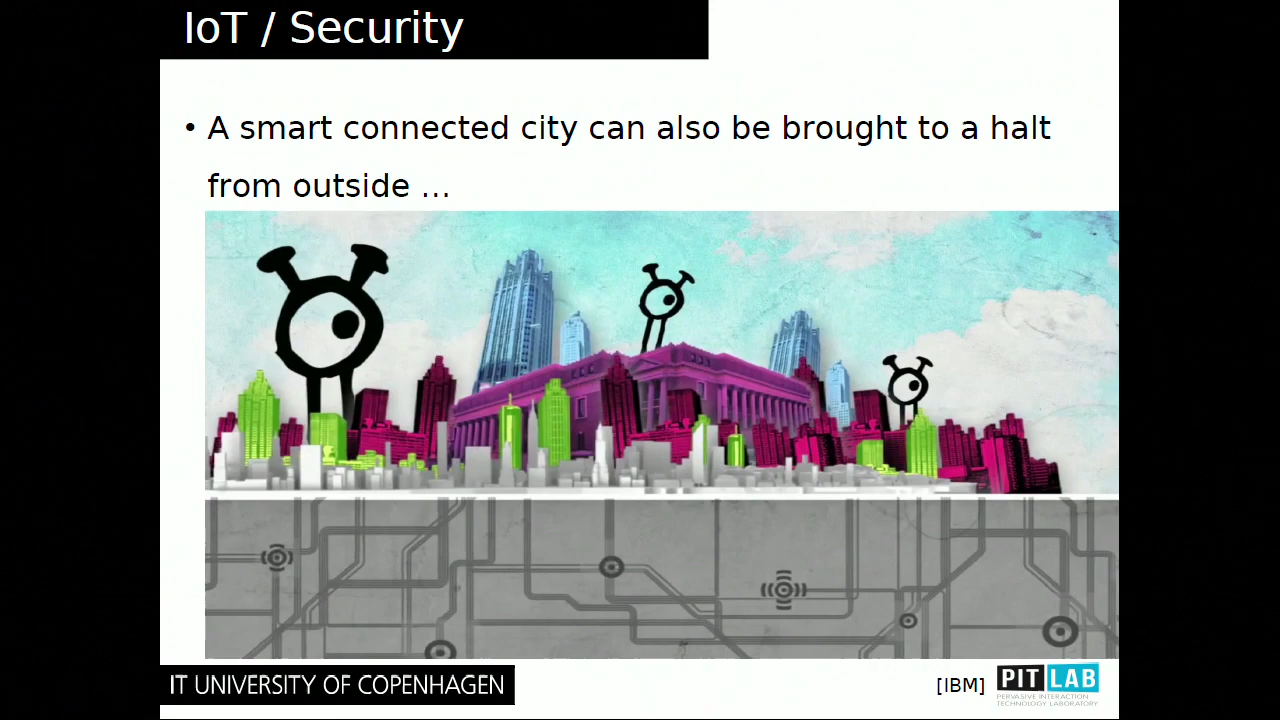 IoT / Security
• A smart connected city can also be brought to a halt
from outside ...
IT UNIVERSITY OF COPENHAGEN
[IBM]
PIT LAB
PERVASIVE INTERACTION
TECHNOLOGY LABORATORY